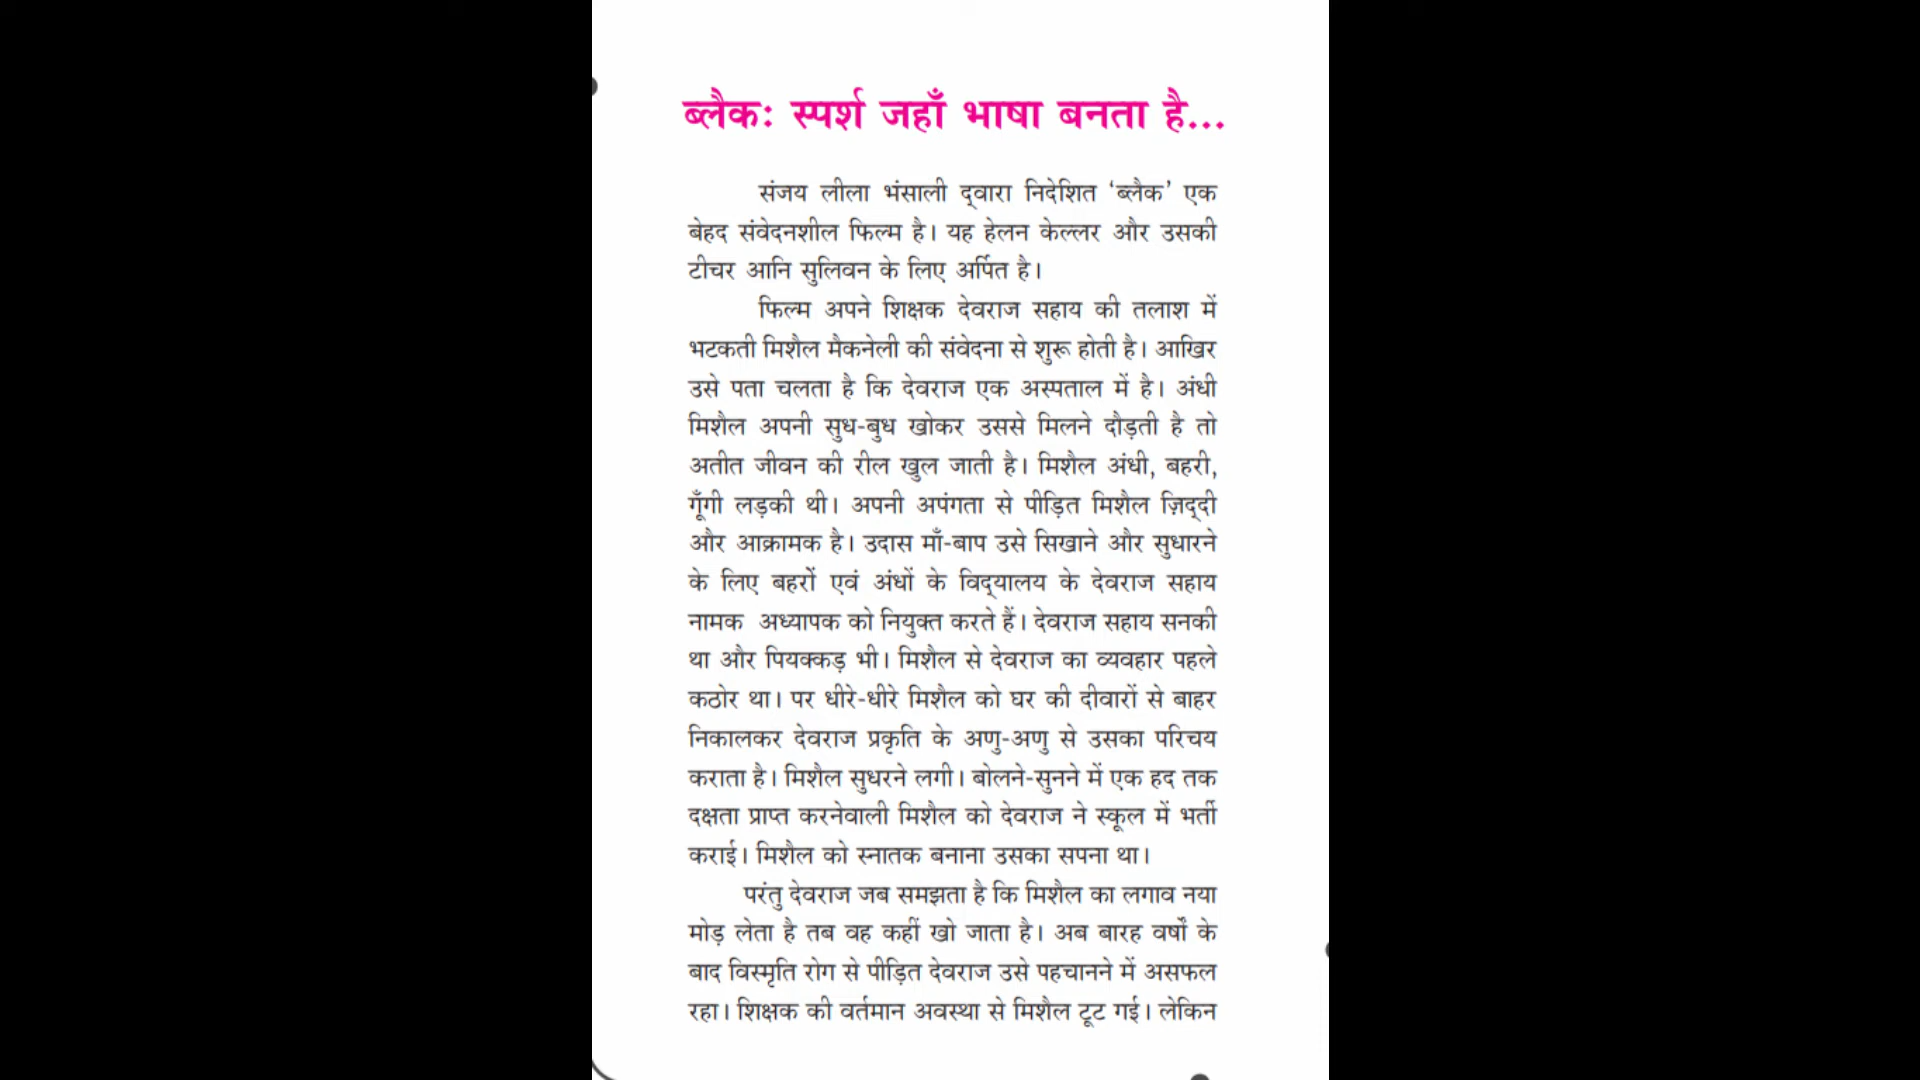 ब्लैकः स्पर्श जहाँ भाषा बनता है...
संजय लीला भंसाली द्‌वारा निदेशित ‘ब्लैक’ एक
बेहद संवेदनशील फिल्म है। यह हेलन केल्लर और उसकी
टीचर आनि सुलिवन के लिए अर्पित है।
फिल्म अपने शिक्षक देवराज सहाय की तलाश में
भटकती मिशैल मैकनेली की संवेदना से शुरू होती है। आखिर
उसे पता चलता है कि देवराज एक अस्पताल में है। अंधी
मिशैल अपनी सुध-बुध खोकर उससे मिलने दौड़ती है तो
अतीत जीवन की रील खुल जाती है। मिशैल अंधी, बहरी,
गूँगी लड़की थी। अपनी अपंगता से पीड़ित मिशैल ज़िद्‌दी
और आक्रामक है। उदास माँ-बाप उसे सिखाने और सुधारने
के लिए बहरों एवं अंधों के विद्‌यालय के देवराज सहाय
नामक अध्यापक को नियुक्त करते हैं। देवराज सहाय सनकी
था और पियक्कड़ भी। मिशैल से देवराज का व्यवहार पहले
कठोर था। पर धीरे-धीरे मिशैल को घर की दीवारों से बाहर
निकालकर देवराज प्रकृति के अणु-अणु से उसका परिचय
कराता है। मिशैल सुधरने लगी। बोलने-सुनने में एक हद तक
दक्षता प्राप्त करनेवाली मिशैल को देवराज ने स्कूल में भर्ती
कराई। मिशैल को स्नातक बनाना उसका सपना था।
परंतु देवराज जब समझता है कि मिशैल का लगाव नया
मोड़ लेता है तब वह कहीं खो जाता है। अब बारह वर्षों के
बाद विस्मृति रोग से पीड़ित देवराज उसे पहचानने में असफल
रहा। शिक्षक की वर्तमान अवस्था से मिशैल टूट गई। लेकिन